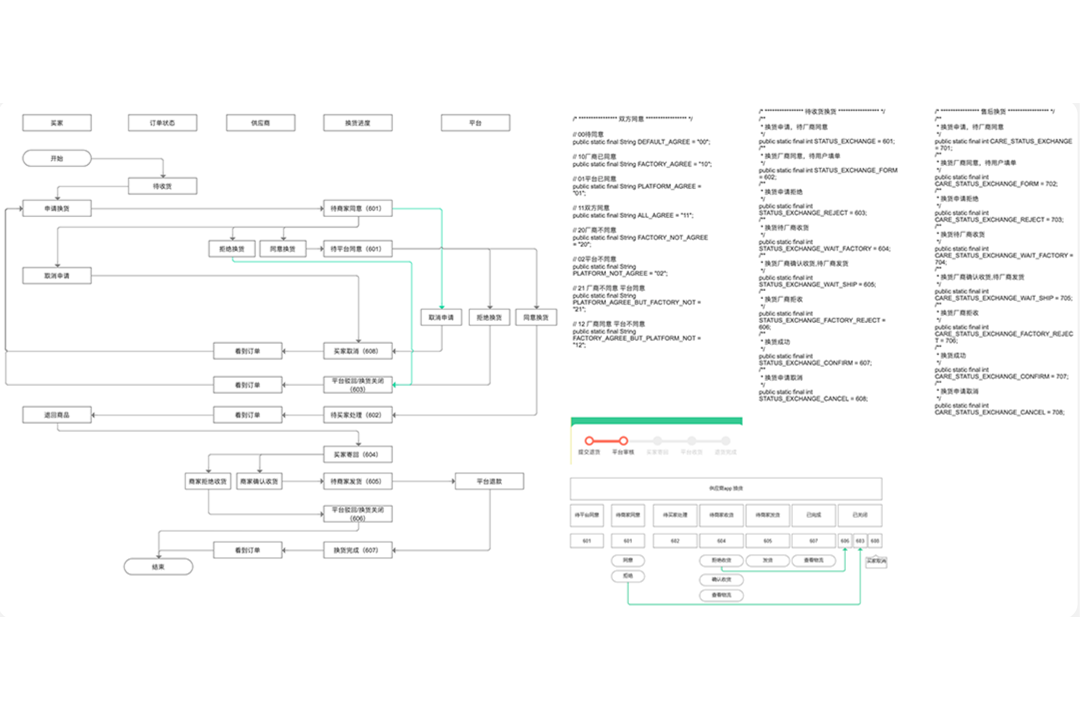 买家
订单状态
供应商
换货进度
平台
开始
待收货
申请换货
待商家同意（601）
拒绝换货
同意换货
待平台同意（601）
取消申请
取消申请
拒绝换货
同意换货
看到订单
买家取消（608）
看到订单
平台驳回/换货关闭
（603）
退回商品
看到订单
待买家处理（602）
买家寄回（604）
商家拒绝收货
商家确认收货
待商家发货（605）
平台退款
平台驳回/换货关闭
（606）
看到订单
换货完成（607）
结束
/* **************** 双方同意 ***************** */
// 00待同意
public static final String DEFAULT_AGREE = "00";
// 10厂商已同意
public static final String FACTORY_AGREE = "10";
// 01平台已同意
public static final String PLATFORM_AGREE =
"01";
// 11双方同意
public static final String ALL_AGREE = "11";
// 20厂商不同意
public static final String FACTORY_NOT_AGREE
= "20";
// 02平台不同意
public static final String
PLATFORM_NOT_AGREE = "02";
// 21 厂商不同意 平台同意
public static final String
PLATFORM_AGREE_BUT_FACTORY_NOT =
"21";
// 12 厂商同意 平台不同意
public static final String
FACTORY_AGREE_BUT_PLATFORM_NOT =
"12";
/* **************** 待收货换货 ***************** */
/**
* 换货申请，待厂商同意
*/
public static final int STATUS_EXCHANGE = 601;
/**
* 换货厂商同意，待用户填单
*/
public static final int STATUS_EXCHANGE_FORM
= 602;
/**
* 换货申请拒绝
*/
public static final int
STATUS_EXCHANGE_REJECT = 603;
/**
* 换货待厂商收货
*/
public static final int
STATUS_EXCHANGE_WAIT_FACTORY = 604;
/**
* 换货厂商确认收货,待厂商发货
*/
public static final int
STATUS_EXCHANGE_WAIT_SHIP = 605;
/**
* 换货厂商拒收
*/
public static final int
STATUS_EXCHANGE_FACTORY_REJECT =
606;
/**
* 换货成功
*/
public static final int
STATUS_EXCHANGE_CONFIRM = 607;
/**
* 换货申请取消
*/
public static final int
STATUS_EXCHANGE_CANCEL = 608;
/* **************** 售后换货 ***************** */
/**
* 换货申请，待厂商同意
*/
public static final int CARE_STATUS_EXCHANGE
= 701;
/**
* 换货厂商同意，待用户填单
*/
public static final int
CARE_STATUS_EXCHANGE_FORM = 702;
/**
* 换货申请拒绝
*/
public static final int
CARE_STATUS_EXCHANGE_REJECT = 703;
/**
* 换货待厂商收货
*/
public static final int
CARE_STATUS_EXCHANGE_WAIT_FACTORY =
704;
/**
* 换货厂商确认收货,待厂商发货
*/
public static final int
CARE_STATUS_EXCHANGE_WAIT_SHIP = 705;
/**
* 换货厂商拒收
*/
public static final int
CARE_STATUS_EXCHANGE_FACTORY_REJEC
T = 706;
/**
* 换货成功
*/
public static final int
CARE_STATUS_EXCHANGE_CONFIRM = 707;
/**
* 换货申请取消
*/
public static final int
CARE_STATUS_EXCHANGE_CANCEL = 708;
提交退货
平台审核
买家寄回
平台收货
退货完成
供应商app 换货
待平台同意
待商家同意
待买家处理
待商家收货
待商家发货
已完成
已关闭
601
601
602
604
605
607
606
603
608
同意
拒绝收货
发货
查看物流
买家取消
拒绝
确认收货
查看物流